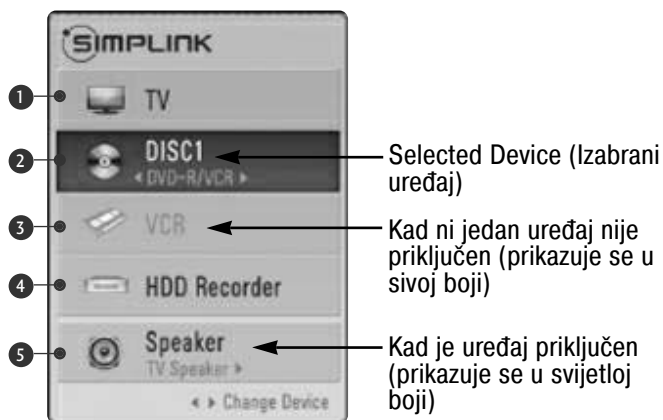 SIMPLINK
1 TV
2 DISC1
◂ DVD-R/VCR ▸
Selected Device (Izabrani
uređaj)
3 VCR
Kad ni jedan uređaj nije
priključen (prikazuje se u
sivoj boji)
4 HDD Recorder
5 Speaker
TV Speaker ▸
Kad je uređaj priključen
(prikazuje se u svijetloj
boji)
◂ ▸ Change Device